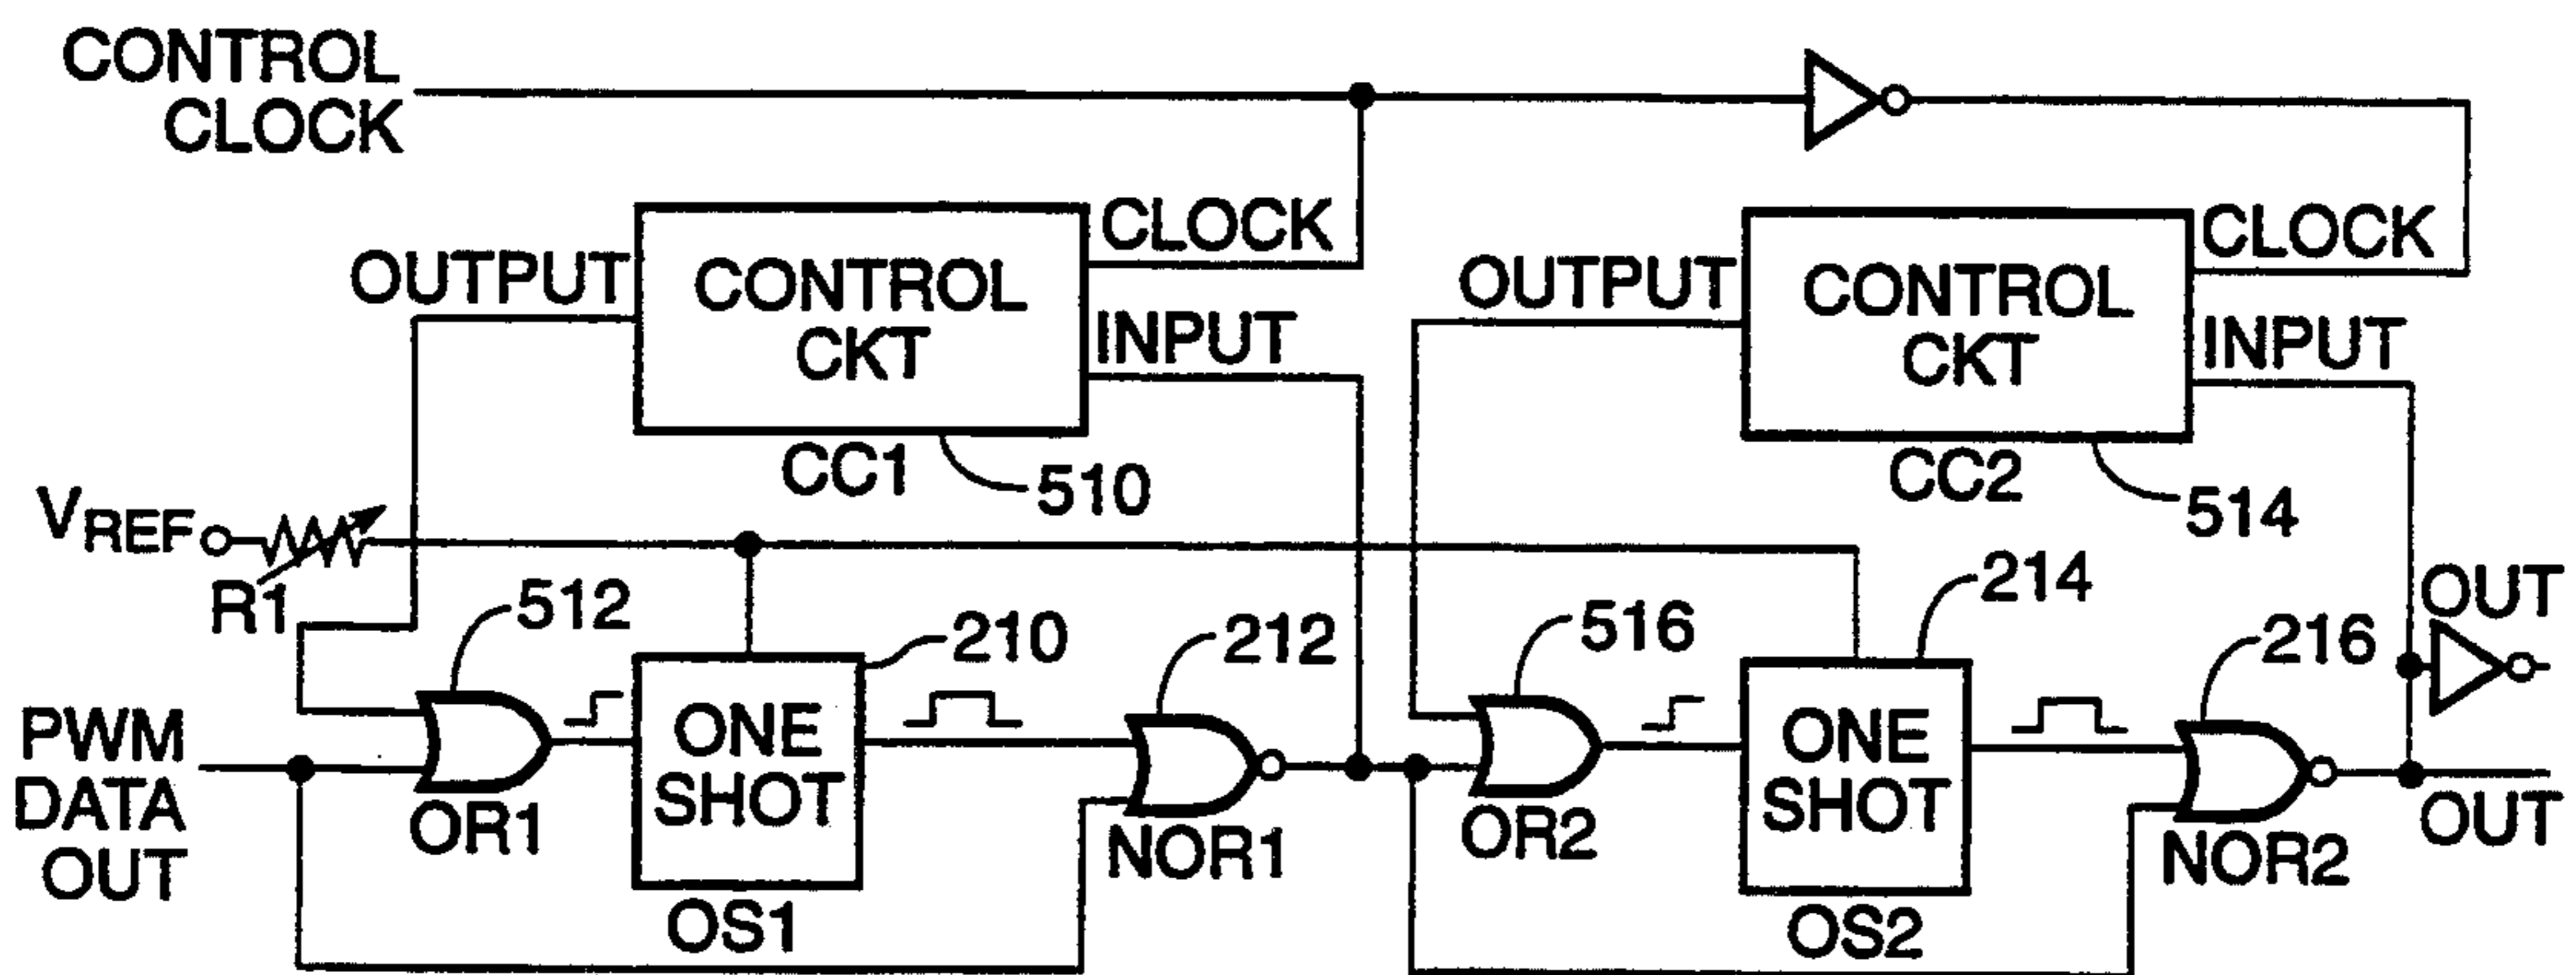 CONTROL
CLOCK
CLOCK
OUTPUT
CONTROL
CKT
INPUT
CC1
510
CLOCK
OUTPUT
CONTROL
CKT
INPUT
CC2
514
VREF
R1
512
210
212
516
214
216
OUT
PWM
DATA
OUT
OR1
ONE
SHOT
OS1
NOR1
OR2
ONE
SHOT
OS2
NOR2
OUT